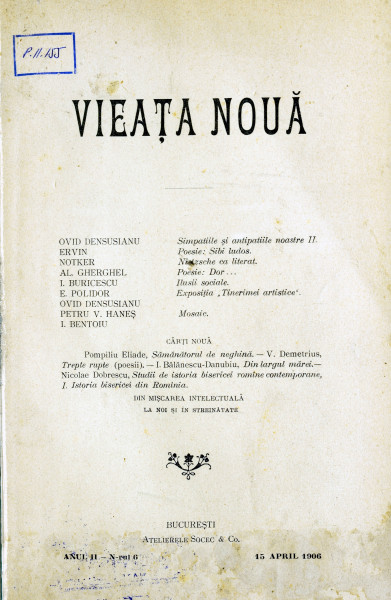 P.II.155
VIEAȚA NOUĂ
OVID DENSUSIANU Simpatiile și antipatiile noastre II.
ERVIN Poesie: Sibi ludos.
NOTKER Nietzsche ca literat.
AL. GHERGHEL Poesie: Dor...
I. BURICESCU Basii sociale.
E. POLIDOR Expoziția „Tinerimei artistice“.
OVID DENSUSIANU
PETRU V. HANEȘ Mosaic.
I. BENTOIU
CĂRȚI NOUĂ
Pompiliu Eliade, Sămănătorul de neghină. — V. Demetrius,
Trepte rupte (poesii). — I. Bălănescu-Danubiu, Din largul mărei. —
Nicolae Dobrescu, Studii de istoria bisericei romîne contemporane,
I. Istoria bisericei din Romînia.
DIN MIȘCAREA INTELECTUALĂ
LA NOI ȘI ÎN STREINĂTATE
BUCUREȘTI
ATELIERELE SOCEC & Co.
ANUL II — N-rul 6 15 APRIL 1906